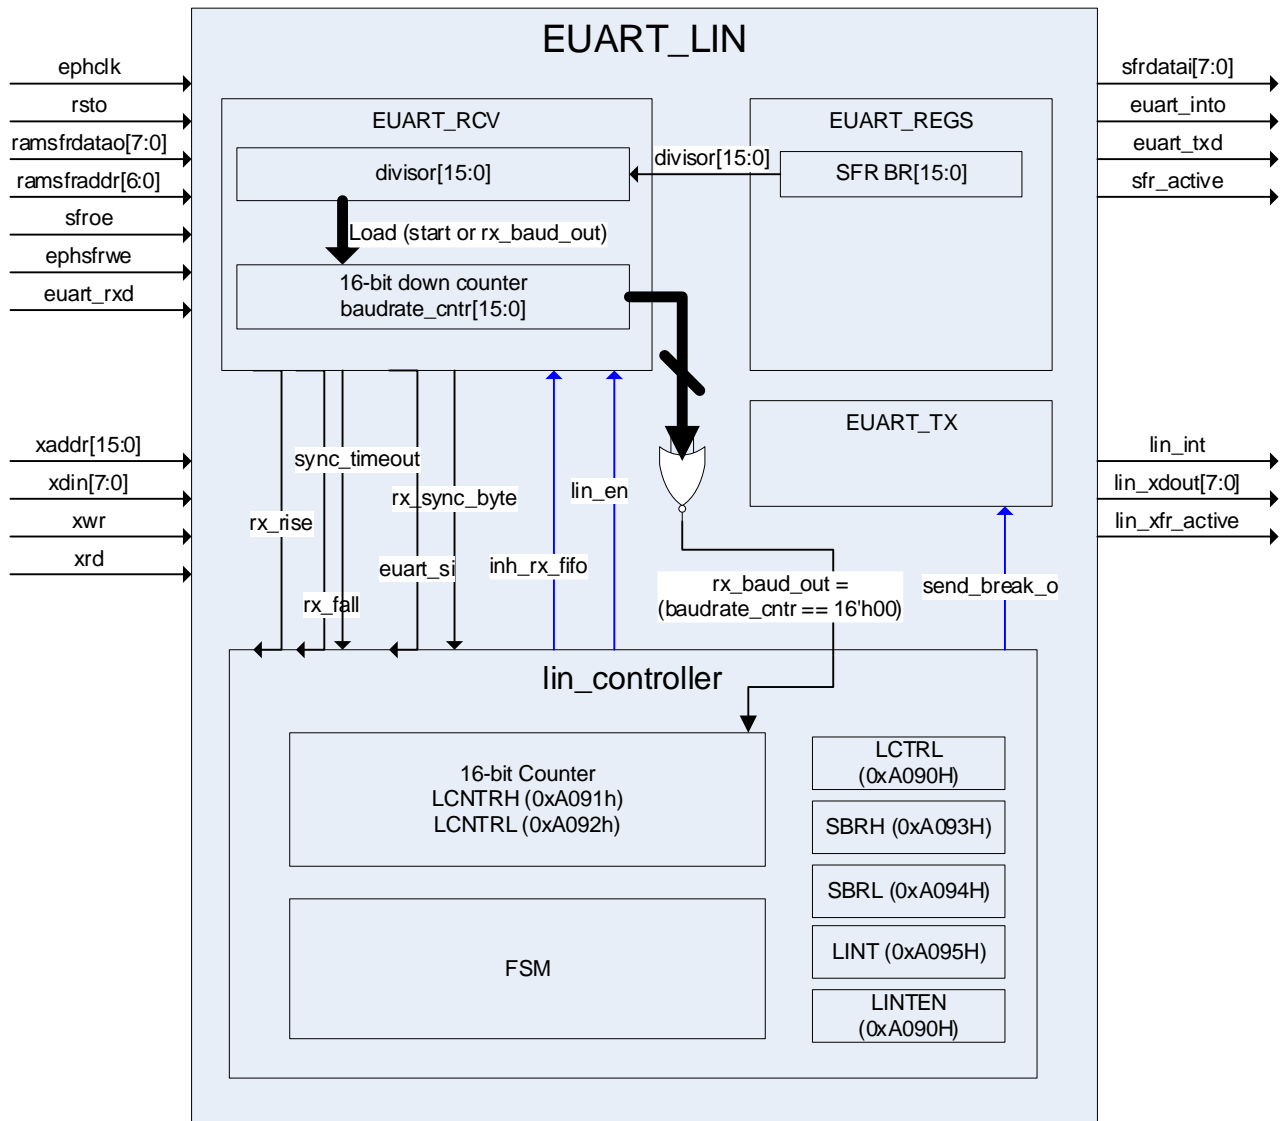 EUART_LIN
ephclk
rsto
ramsfrdatao[7:0]
ramsfraddr[6:0]
sfroe
ephsfrwe
euart_rxd
xaddr[15:0]
xdin[7:0]
xwr
xrd
EUART_RCV
divisor[15:0]
Load (start or rx_baud_out)
16-bit down counter
baudrate_cntr[15:0]
divisor[15:0]
EUART_REGS
SFR BR[15:0]
EUART_TX
sfrdatai[7:0]
euart_into
euart_txd
sfr_active
lin_int
lin_xdout[7:0]
lin_xfr_active
sync_timeout
rx_sync_byte
lin_en
rx_rise
euart_si
inh_rx_fifo
rx_fall
rx_baud_out =
(baudrate_cntr == 16'h00)
send_break_o
lin_controller
16-bit Counter
LCNTRH (0xA091h)
LCNTRL (0xA092h)
FSM
LCTRL
(0xA090H)
SBRH (0xA093H)
SBRL (0xA094H)
LINT (0xA095H)
LINTEN
(0xA090H)